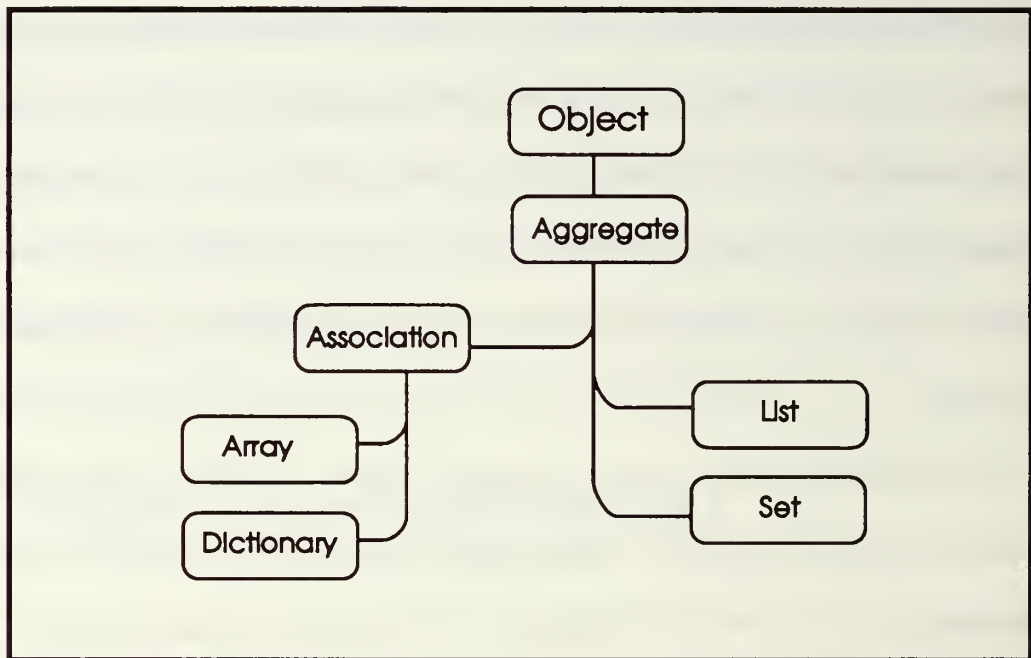 Object
Aggregate
Association
List
Array
Set
Dictionary